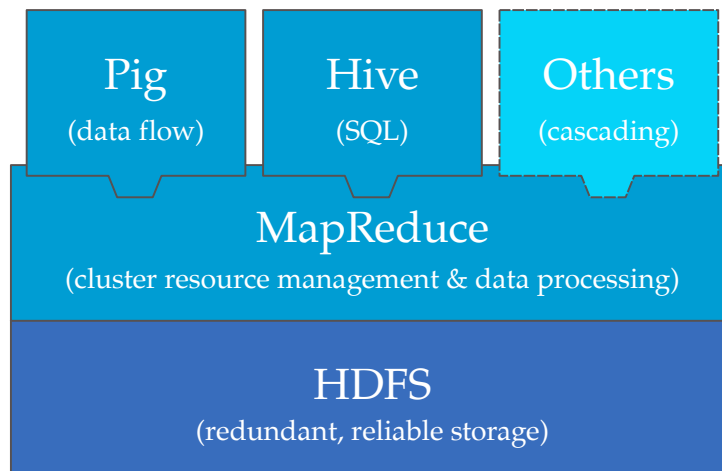 Pig
(data flow)
Hive
(SQL)
Others
(cascading)
MapReduce
(cluster resource management & data processing)
HDFS
(redundant, reliable storage)